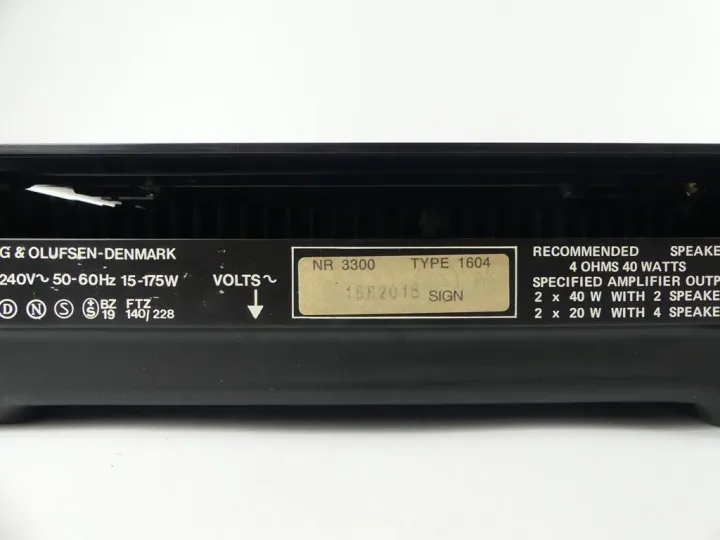 G & OLUFSEN-DENMARK
240V~ 50-60Hz 15-175W
D N S S BZ 19 FTZ 140/228
VOLTS~
NR 3300 TYPE 1604
SIGN
RECOMMENDED SPEAKE
4 OHMS 40 WATTS
SPECIFIED AMPLIFIER OUTP
2 x 40 W WITH 2 SPEAKE
2 x 20 W WITH 4 SPEAKE